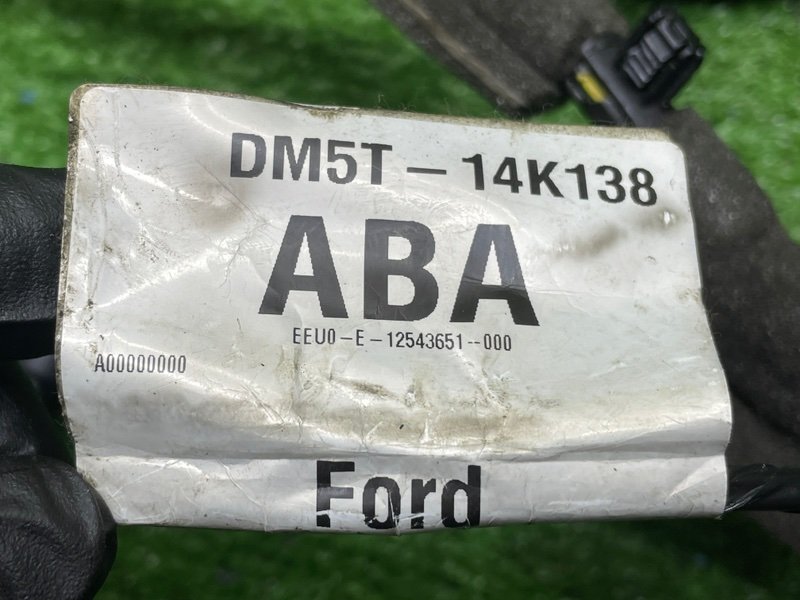 DM5T-14K138
ABA
EEU0-E-12543651--000
A00000000
Ford